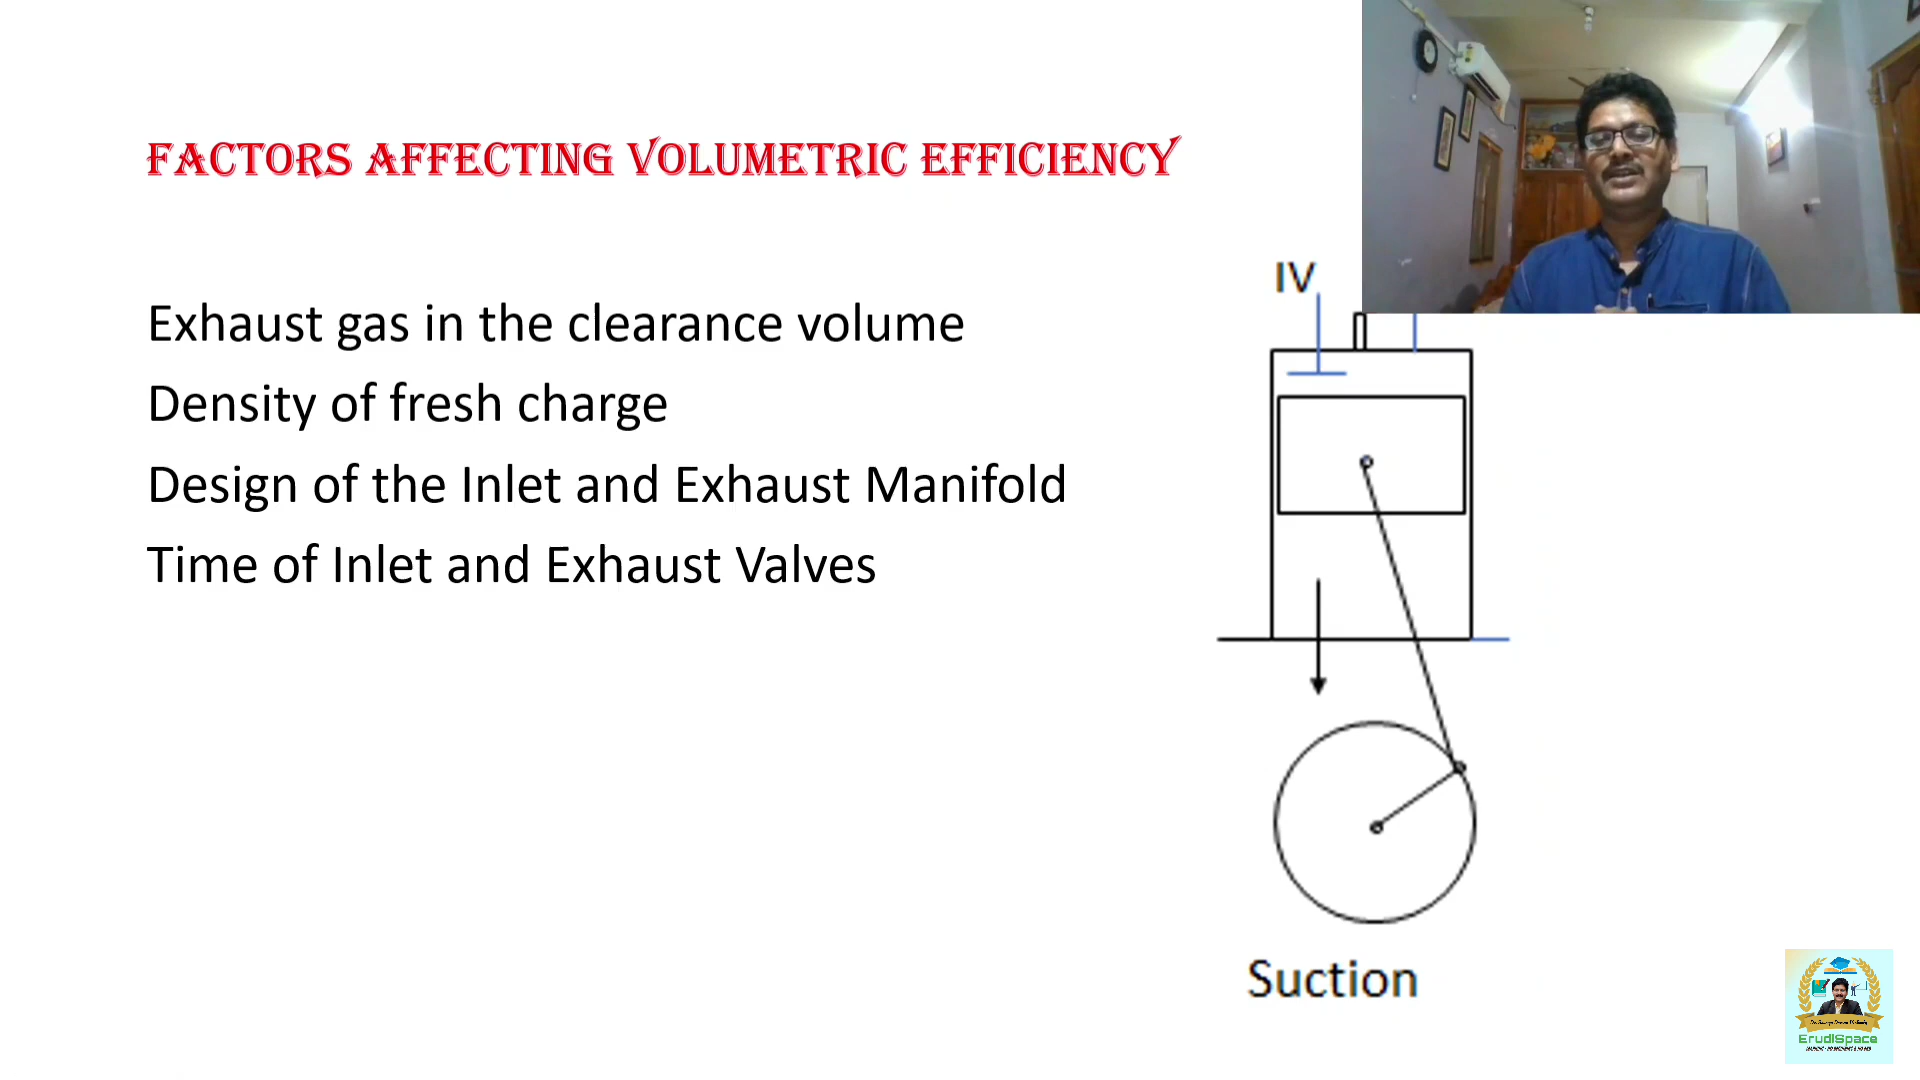 FACTORS AFFECTING VOLUMETRIC EFFICIENCY
Exhaust gas in the clearance volume
Density of fresh charge
Design of the Inlet and Exhaust Manifold
Time of Inlet and Exhaust Valves
IV
Suction
ErudiSpace